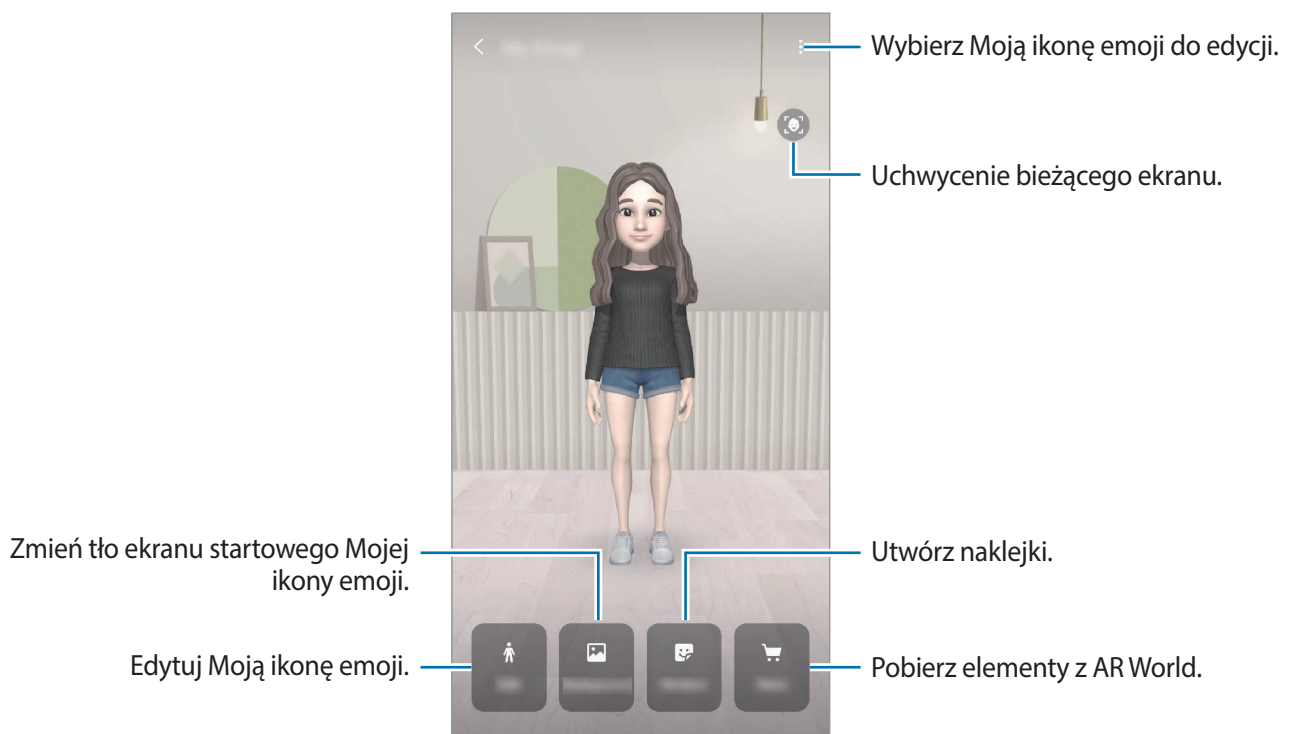 Wybierz Moją ikonę emoji do edycji.
Uchwycenie bieżącego ekranu.
Zmień tło ekranu startowego Mojej
ikony emoji.
Utwórz naklejki.
Edytuj Moją ikonę emoji.
Pobierz elementy z AR World.